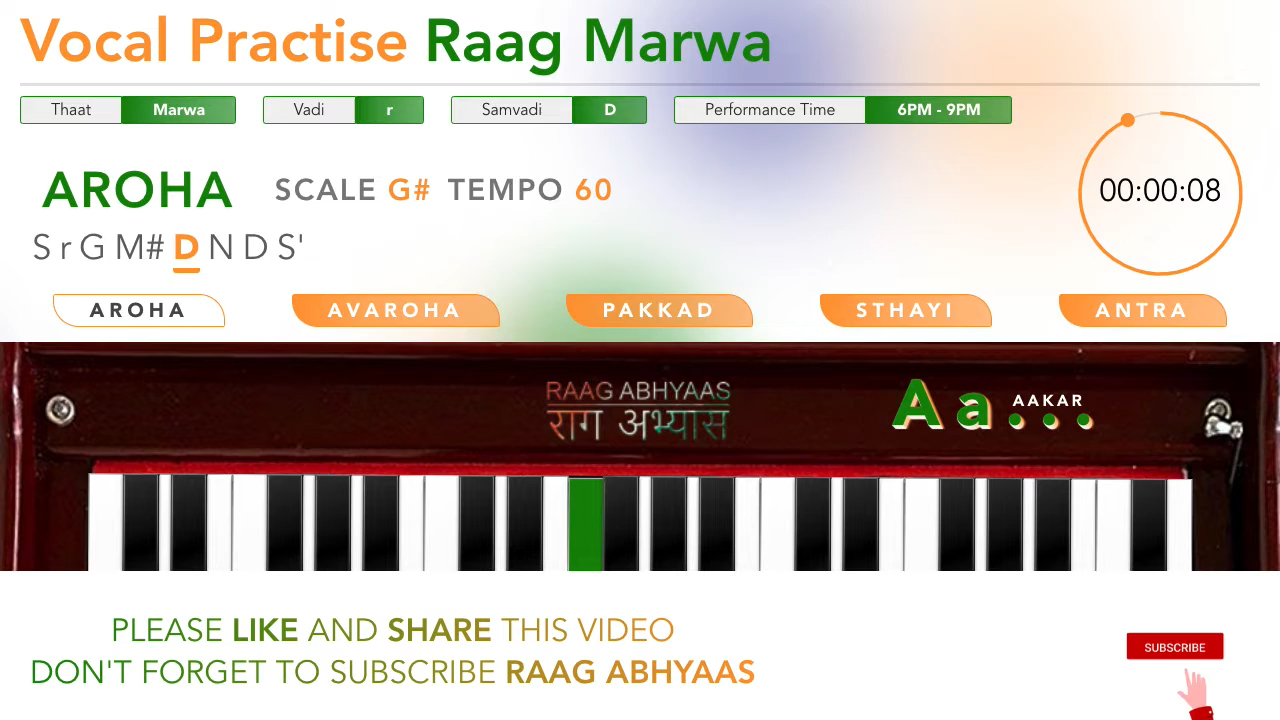 Vocal Practise Raag Marwa
Thaat Marwa Vadi r Samvadi D Performance Time 6PM - 9PM
AROHA SCALE G# TEMPO 60
00:00:08
S r G M# D N D S'
AROHA AVAROHA PAKKAD STHAYI ANTRA
RAAG ABHYAAS
राग अभ्यास
Aa... AAKAR
PLEASE LIKE AND SHARE THIS VIDEO
DON'T FORGET TO SUBSCRIBE RAAG ABHYAAS
SUBSCRIBE